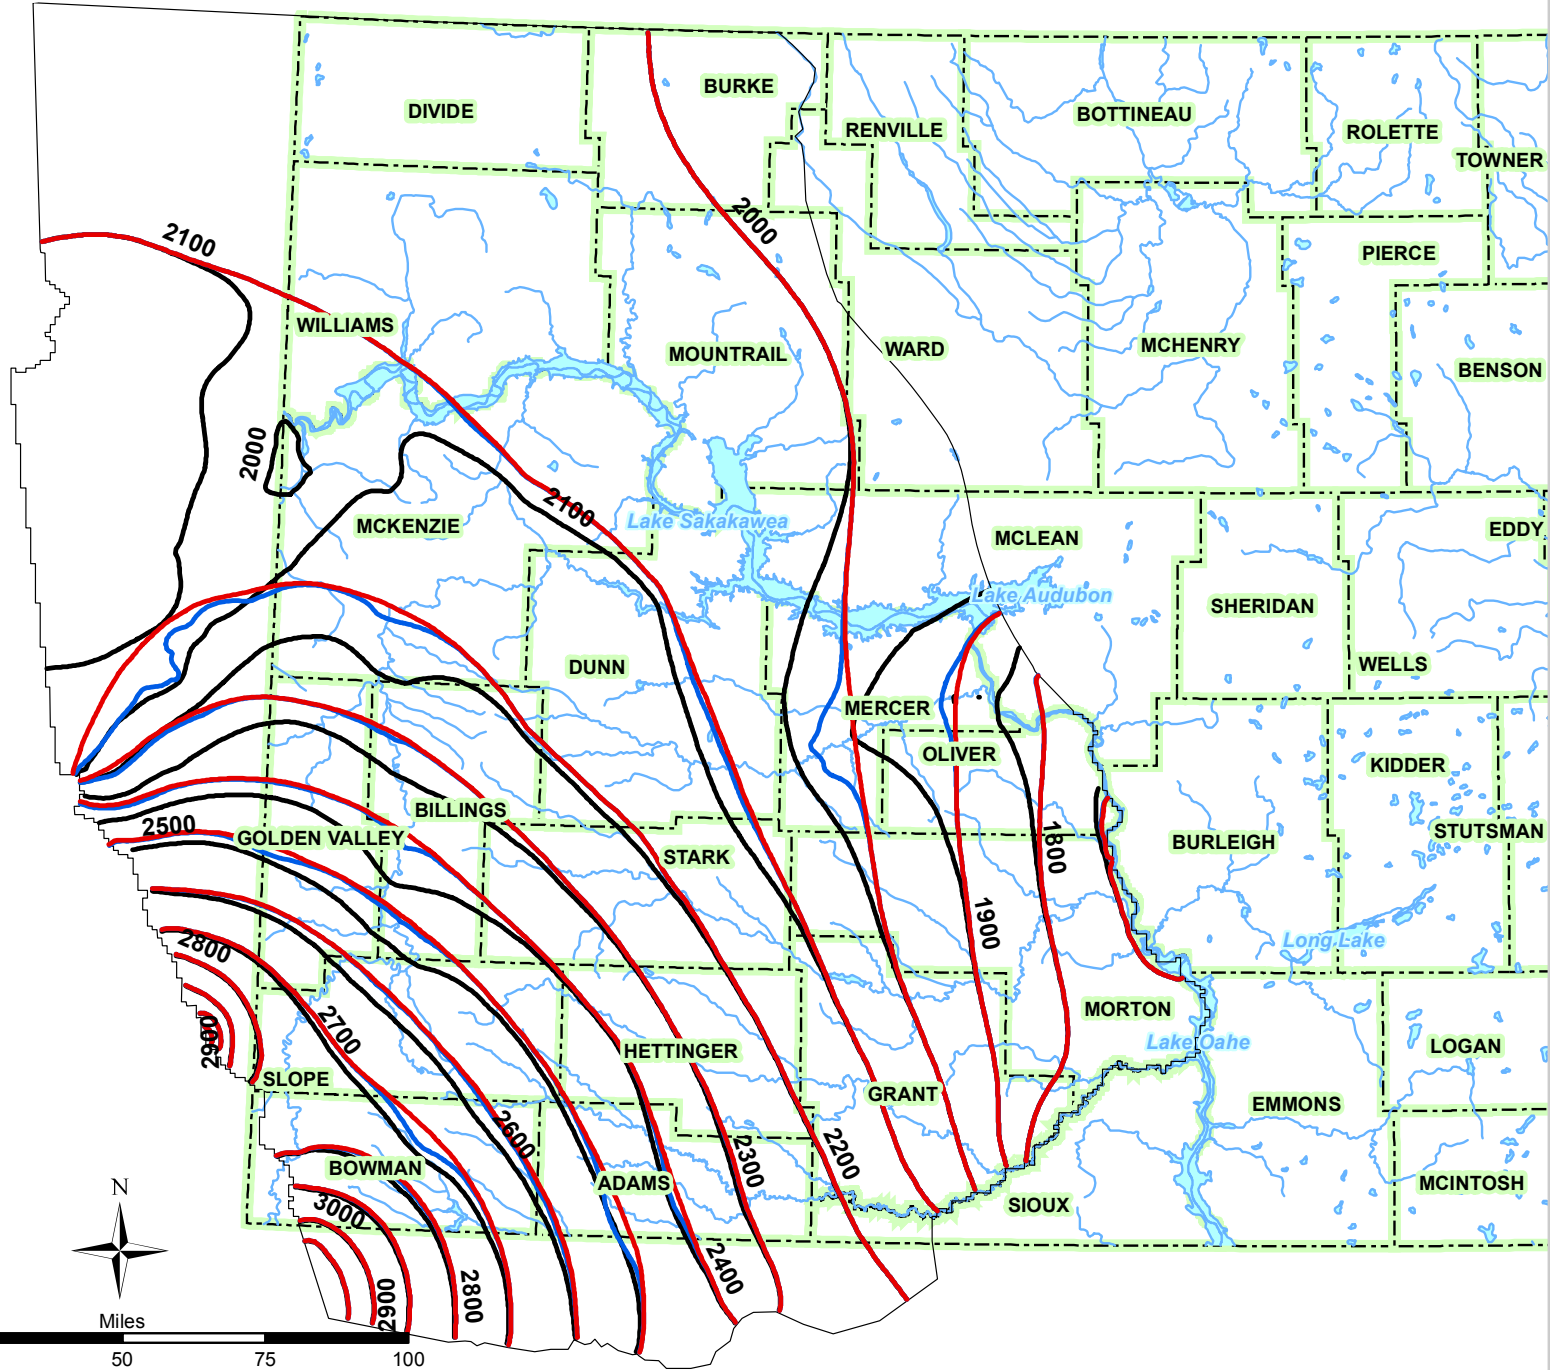 BURKE
DIVIDE
BOTTINEAU
RENVILLE
ROLETTE
TOWNER
2000
2100
PIERCE
WILLIAMS
MOUNTRAIL
WARD
MCHENRY
BENSON
2000
2100
Lake Sakakawea
MCKENZIE
MCLEAN
EDDY
Lake Audubon
SHERIDAN
DUNN
WELLS
MERCER
OLIVER
KIDDER
BILLINGS
2500
GOLDEN VALLEY
STARK
1800
BURLEIGH
STUTSMAN
1900
2800
Long Lake
2700
2900
MORTON
HETTINGER
Lake Oahe
LOGAN
SLOPE
GRANT
EMMONS
2600
2300
2200
BOWMAN
ADAMS
MCINTOSH
SIOUX
N
3000
2400
2900
2800
Miles
50 75 100